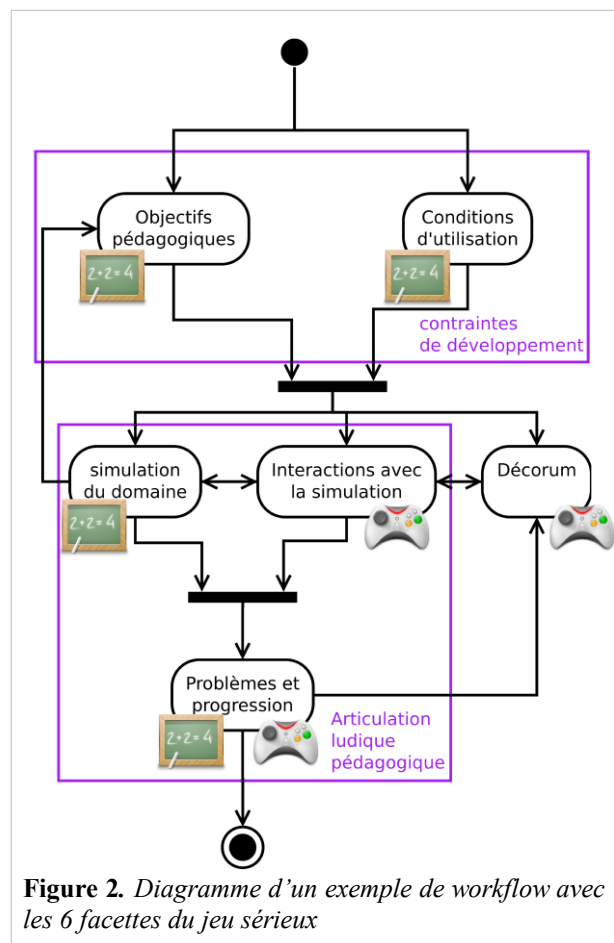 Objectifs
pédagogiques
2+2=4
Conditions
d'utilisation
2+2=4
contraintes
de développement
simulation
du domaine
2+2=4
Interactions avec
la simulation
Décorum
Problèmes et
progression
2+2=4
Articulation
ludique
pédagogique
Figure 2. Diagramme d’un exemple de workflow avec
les 6 facettes du jeu sérieux